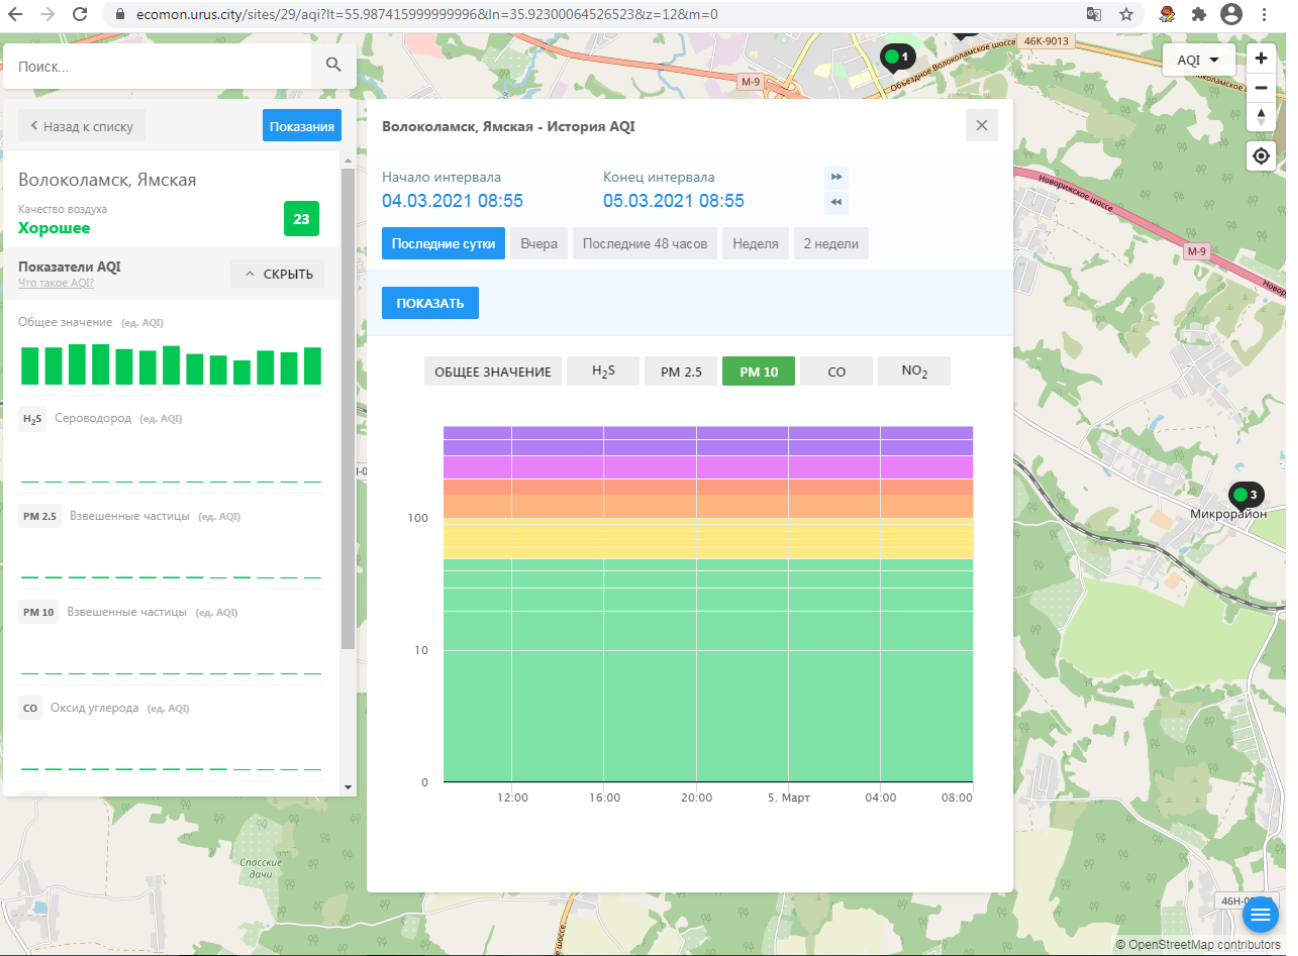 ecomon.urus.city/sites/29/aqi?lt=55.987415999999996&ln=35.92300064526523&z=12&m=0
Поиск...
AQI
Назад к списку
Показания
Волоколамск, Ямская
Качество воздуха
Хорошее
23
Показатели AQI
Что такое AQI?
СКРЫТЬ
Общее значение (ед. AQI)
H2S Сероводород (ед. AQI)
PM 2.5 Взвешенные частицы (ед. AQI)
PM 10 Взвешенные частицы (ед. AQI)
CO Оксид углерода (ед. AQI)
Волоколамск, Ямская - История AQI
Начало интервала
04.03.2021 08:55
Конец интервала
05.03.2021 08:55
Последние сутки
Вчера
Последние 48 часов
Неделя
2 недели
ПОКАЗАТЬ
ОБЩЕЕ ЗНАЧЕНИЕ
H2S
PM 2.5
PM 10
CO
NO2
100
10
0
12:00
16:00
20:00
5. Март
04:00
08:00
М-9
46К-9013
Объездное Волоколамское шоссе
1
Новорижское шоссе
М-9
3
Микрорайон
Спасские
дачи
© OpenStreetMap contributors